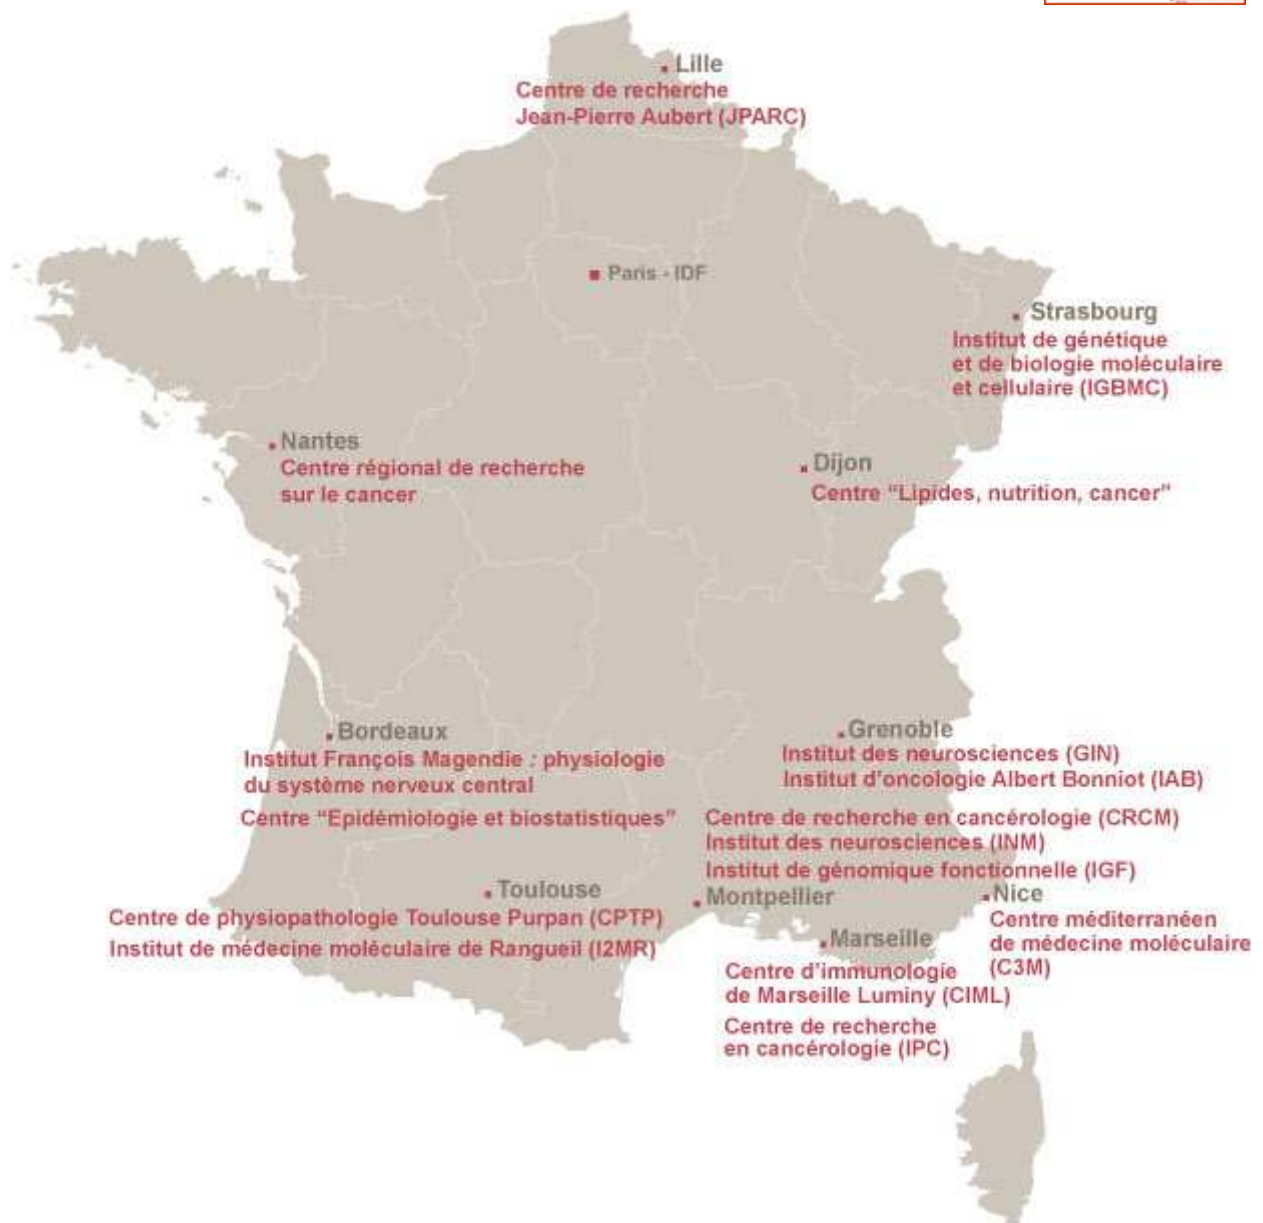 Lille
Centre de recherche
Jean-Pierre Aubert (JPARC)
Paris - IDF
Strasbourg
Institut de génétique
et de biologie moléculaire
et cellulaire (IGBMC)
Nantes
Centre régional de recherche
sur le cancer
Dijon
Centre "Lipides, nutrition, cancer"
Bordeaux
Institut François Magendie : physiologie
du système nerveux central
Centre "Epidémiologie et biostatistiques"
Grenoble
Institut des neurosciences (GIN)
Institut d'oncologie Albert Bonniot (IAB)
Centre de recherche en cancérologie (CRCM)
Institut des neurosciences (INM)
Institut de génomique fonctionnelle (IGF)
Montpellier
Toulouse
Centre de physiopathologie Toulouse Purpan (CPTP)
Institut de médecine moléculaire de Rangueil (I2MR)
Nice
Centre méditerranéen
de médecine moléculaire
(C3M)
Marseille
Centre d'immunologie
de Marseille Luminy (CIML)
Centre de recherche
en cancérologie (IPC)